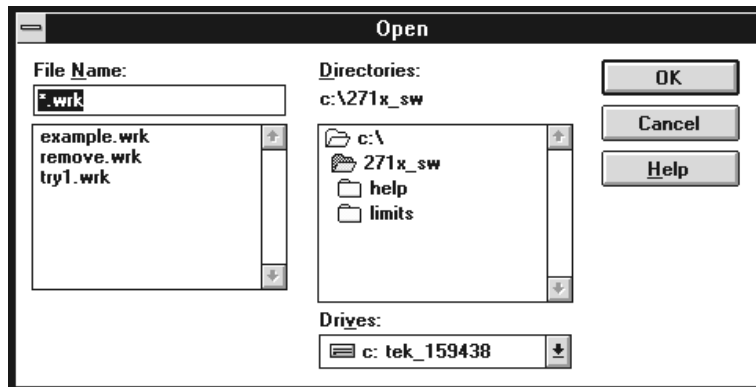 Open
File Name:
*.wrk
example.wrk
remove.wrk
try1.wrk
Directories:
c:\271x_sw
c:\
271x_sw
help
limits
Drives:
c: tek_159438
OK
Cancel
Help